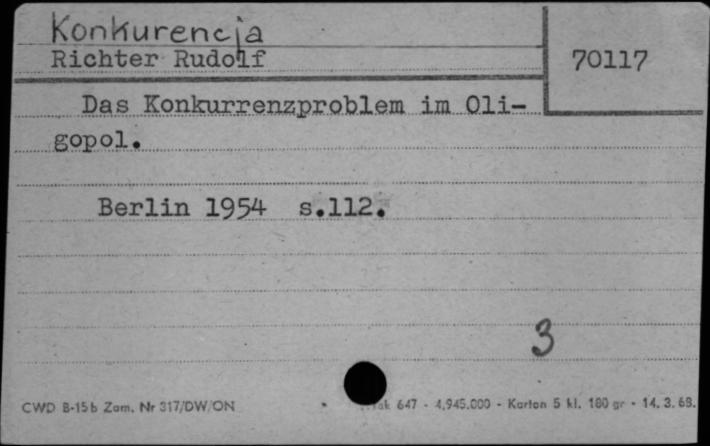 Konkurencja
Richter Rudolf
70117
Das Konkurrenzproblem im Oli-
gopol.
Berlin 1954 s.112.
3
CWD B-15b Zam. Nr 317/DW/ON
647 - 4,945.000 - Karton 5 kl. 180 gr - 14. 3. 68.